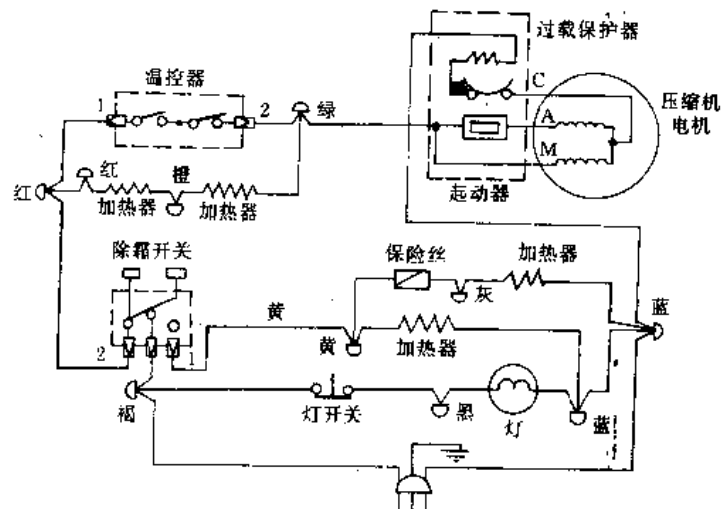 过载保护器
温控器
C
1
2
绿
压缩机
电机
A
红
橙
M
红
加热器
加热器
起动器
除霜开关
保险丝
加热器
灰
黄
蓝
黄
加热器
2
1
褐
灯开关
黑
灯
蓝